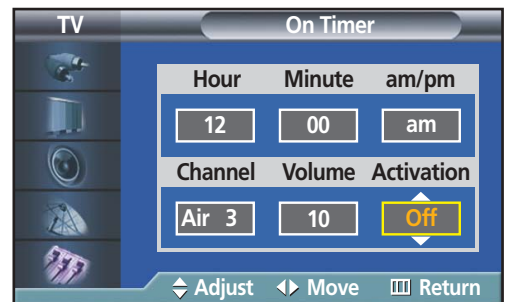 TV On Timer
Hour Minute am/pm
12 00 am
Channel Volume Activation
Air 3 10 Off
Adjust Move Return